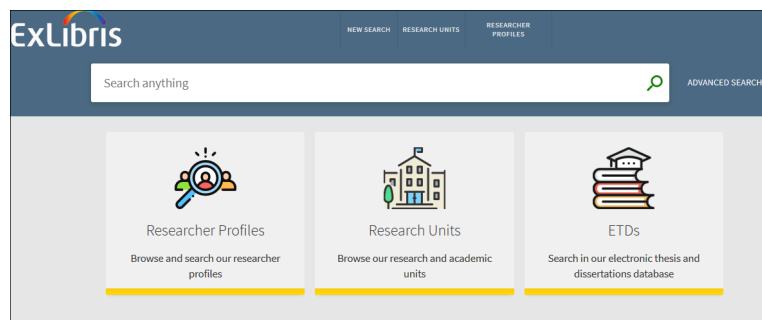 ExLibris
NEW SEARCH
RESEARCH UNITS
RESEARCHER
PROFILES
Search anything
ADVANCED SEARCH
Researcher Profiles
Browse and search our researcher
profiles
Research Units
Browse our research and academic
units
ETDs
Search in our electronic thesis and
dissertations database